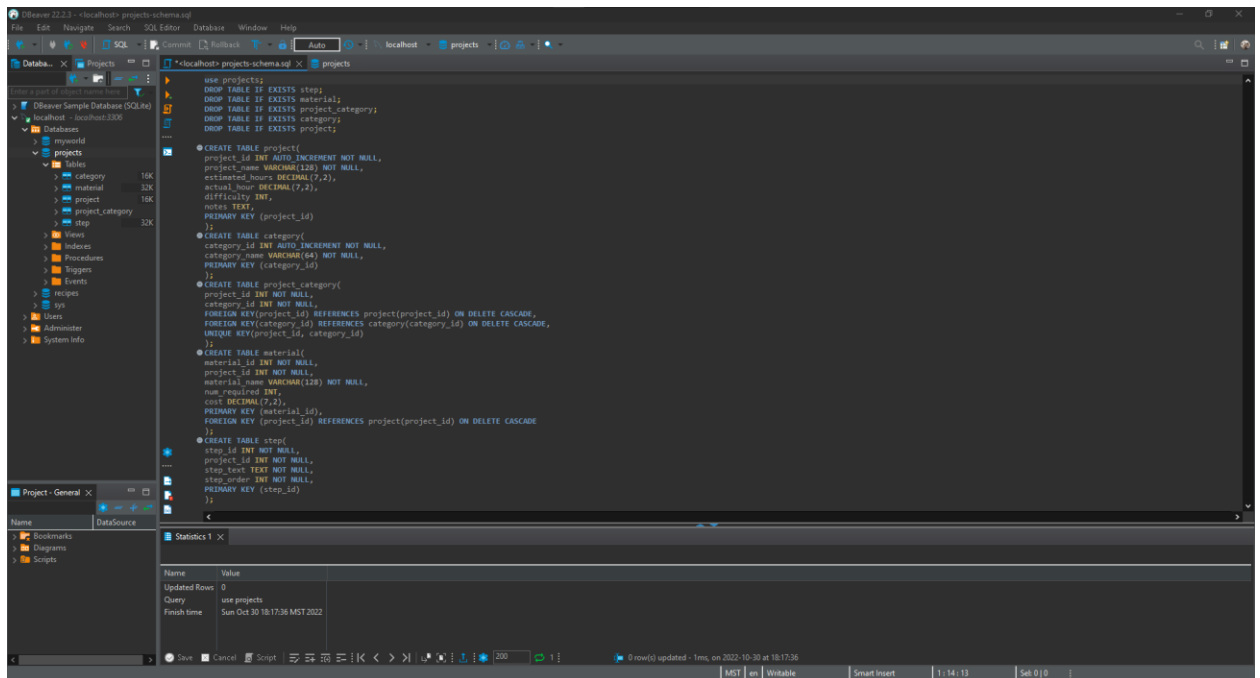 DBeaver 22.2.3 - <localhost> projects-schema.sql
File Edit Navigate Search SQL Editor Database Window Help
SQL Commit Rollback Auto localhost projects
Databa... Projects
*<localhost> projects-schema.sql projects
Enter a part of object name here
DBeaver Sample Database (SQLite)
localhost - localhost:3306
Databases
myworld
projects
Tables
category 16K
material 32K
project 16K
project_category
step 32K
Views
Indexes
Procedures
Triggers
Events
recipes
sys
Users
Administer
System Info
use projects;
DROP TABLE IF EXISTS step;
DROP TABLE IF EXISTS material;
DROP TABLE IF EXISTS project_category;
DROP TABLE IF EXISTS category;
DROP TABLE IF EXISTS project;
CREATE TABLE project(
project_id INT AUTO_INCREMENT NOT NULL,
project_name VARCHAR(128) NOT NULL,
estimated_hours DECIMAL(7,2),
actual_hour DECIMAL(7,2),
difficulty INT,
notes TEXT,
PRIMARY KEY (project_id)
);
CREATE TABLE category(
category_id INT AUTO_INCREMENT NOT NULL,
category_name VARCHAR(64) NOT NULL,
PRIMARY KEY (category_id)
);
CREATE TABLE project_category(
project_id INT NOT NULL,
category_id INT NOT NULL,
FOREIGN KEY(project_id) REFERENCES project(project_id) ON DELETE CASCADE,
FOREIGN KEY(category_id) REFERENCES category(category_id) ON DELETE CASCADE,
UNIQUE KEY(project_id, category_id)
);
CREATE TABLE material(
material_id INT NOT NULL,
project_id INT NOT NULL,
material_name VARCHAR(128) NOT NULL,
num_required INT,
cost DECIMAL(7,2),
PRIMARY KEY (material_id),
FOREIGN KEY (project_id) REFERENCES project(project_id) ON DELETE CASCADE
);
CREATE TABLE step(
step_id INT NOT NULL,
project_id INT NOT NULL,
step_text TEXT NOT NULL,
step_order INT NOT NULL,
PRIMARY KEY (step_id)
);
Project - General
Name DataSource
Bookmarks
Diagrams
Scripts
Statistics 1
Name Value
Updated Rows 0
Query use projects
Finish time Sun Oct 30 18:17:36 MST 2022
Save Cancel Script 200 1
0 row(s) updated - 1ms, on 2022-10-30 at 18:17:36
MST en Writable Smart Insert 1 : 14 : 13 Sel: 0 | 0